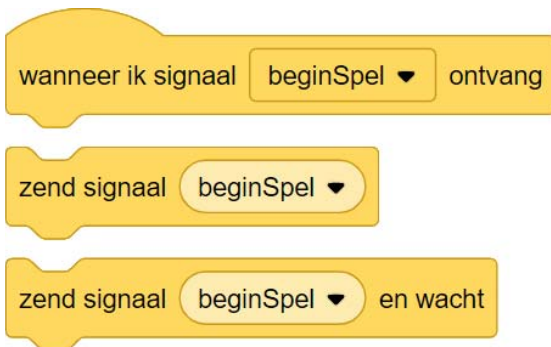 wanneer ik signaal beginSpel ontvang
zend signaal beginSpel
zend signaal beginSpel en wacht